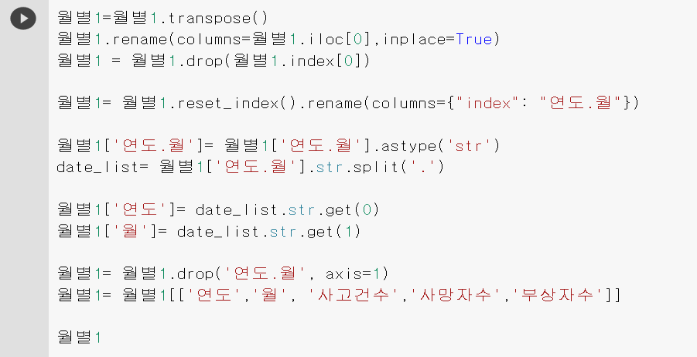 월별1=월별1.transpose()
월별1.rename(columns=월별1.iloc[0],inplace=True)
월별1 = 월별1.drop(월별1.index[0])
월별1= 월별1.reset_index().rename(columns={"index": "연도.월"})
월별1['연도.월']= 월별1['연도.월'].astype('str')
date_list= 월별1['연도.월'].str.split('.')
월별1['연도']= date_list.str.get(0)
월별1['월']= date_list.str.get(1)
월별1= 월별1.drop('연도.월', axis=1)
월별1= 월별1[['연도','월', '사고건수','사망자수','부상자수']]
월별1